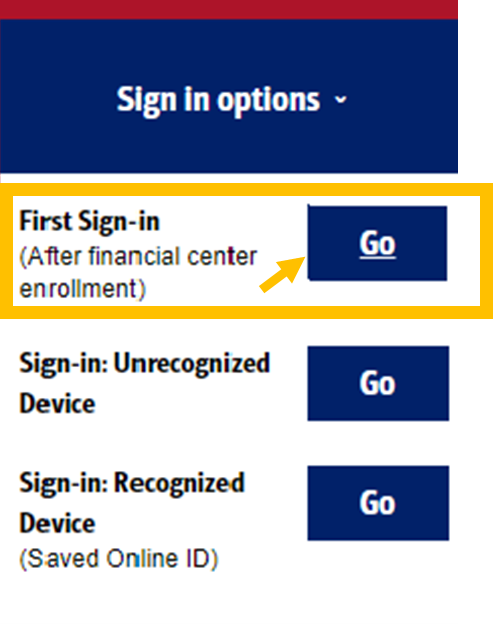 Sign in options
First Sign-in
(After financial center
enrollment)
Go
Sign-in: Unrecognized
Device
Go
Sign-in: Recognized
Device
(Saved Online ID)
Go